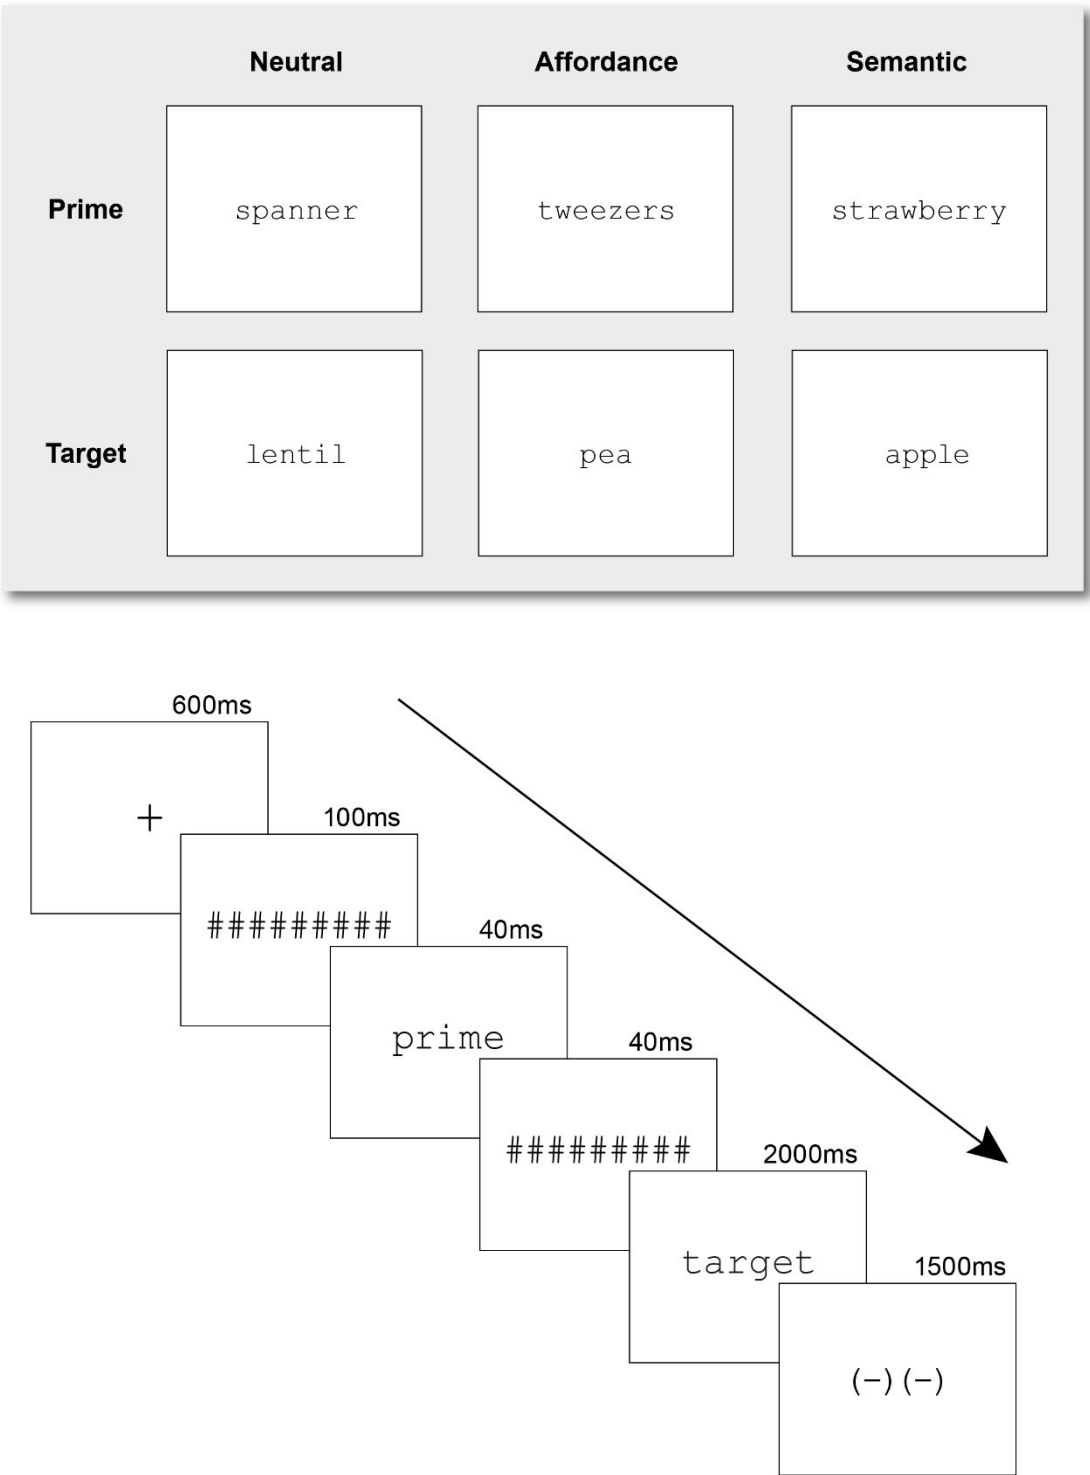 Neutral Affordance Semantic
Prime spanner tweezers strawberry
Target lentil pea apple
600ms
+
100ms
#########
40ms
prime
40ms
#########
2000ms
target
1500ms
(−)(−)